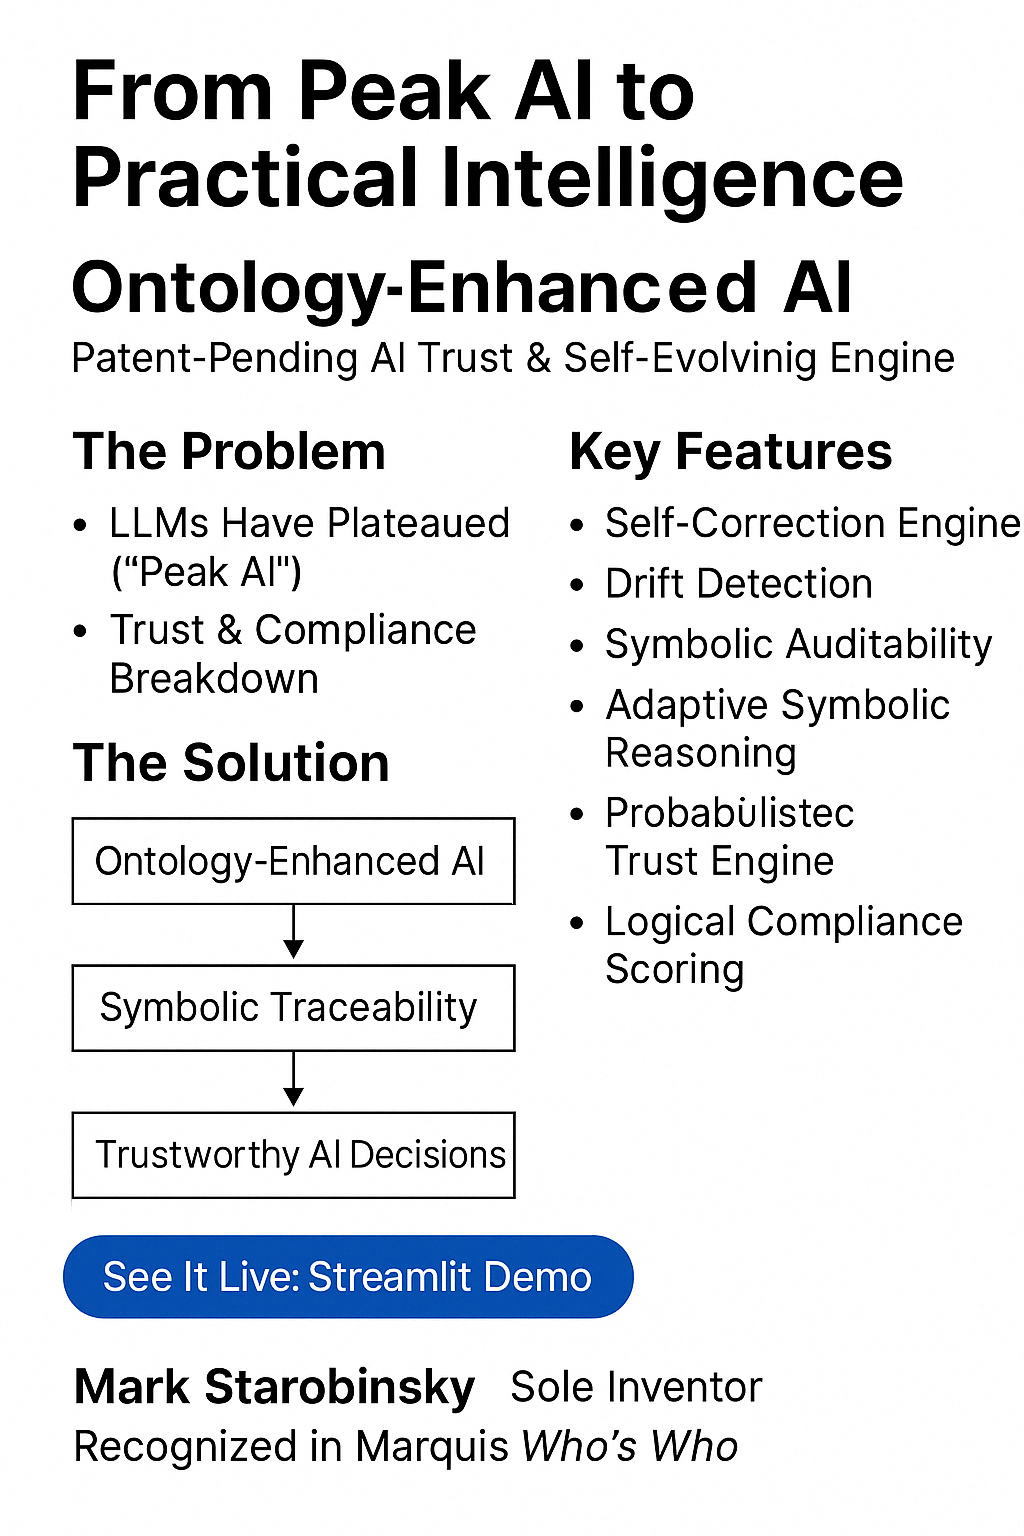 From Peak AI to
Practical Intelligence
Ontology-Enhanced AI
Patent-Pending AI Trust & Self-Evolvinig Engine
The Problem
• LLMs Have Plateaued
(“Peak AI")
• Trust & Compliance
Breakdown
The Solution
Ontology-Enhanced AI
Symbolic Traceability
Trustworthy AI Decisions
Key Features
• Self-Correction Engine
• Drift Detection
• Symbolic Auditability
• Adaptive Symbolic
Reasoning
• Probabülistec
Trust Engine
• Logical Compliance
Scoring
See It Live: Streamlit Demo
Mark Starobinsky Sole Inventor
Recognized in Marquis Who’s Who